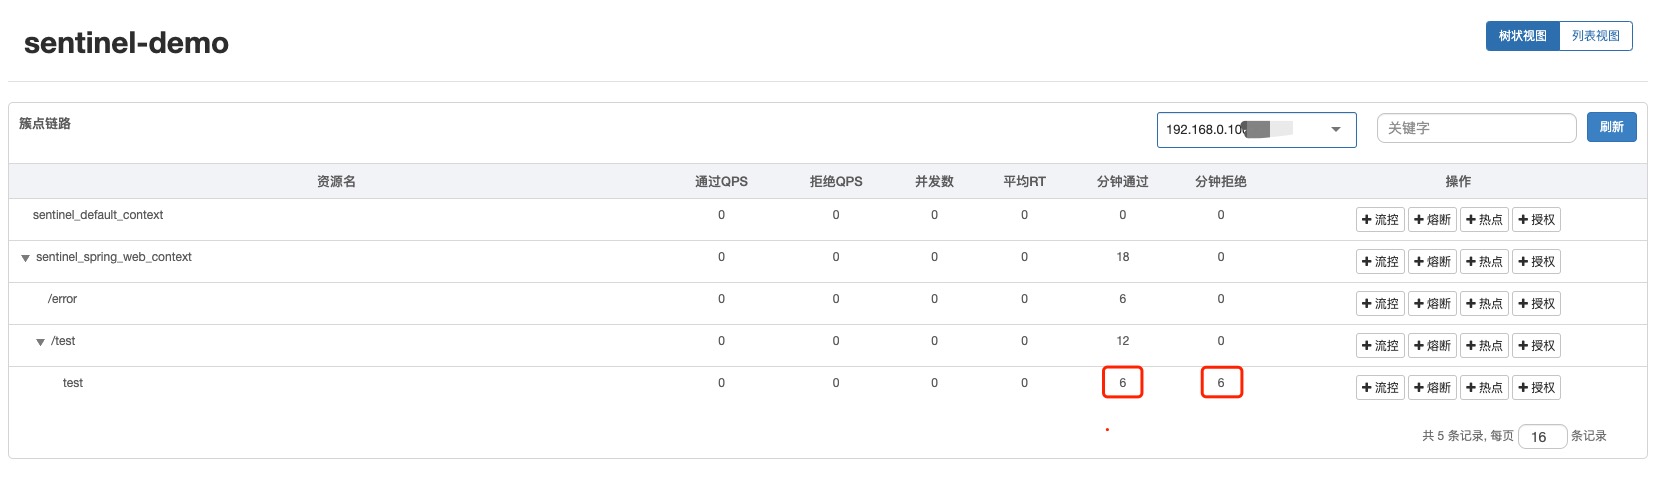 sentinel-demo
树状视图 列表视图
簇点链路
192.168.0.10 关键字 刷新
资源名 通过QPS 拒绝QPS 并发数 平均RT 分钟通过 分钟拒绝 操作
sentinel_default_context 0 0 0 0 0 0 +流控 +熔断 +热点 +授权
sentinel_spring_web_context 0 0 0 0 18 0 +流控 +熔断 +热点 +授权
/error 0 0 0 0 6 0 +流控 +熔断 +热点 +授权
/test 0 0 0 0 12 0 +流控 +熔断 +热点 +授权
test 0 0 0 0 6 6 +流控 +熔断 +热点 +授权
共 5 条记录, 每页 16 条记录